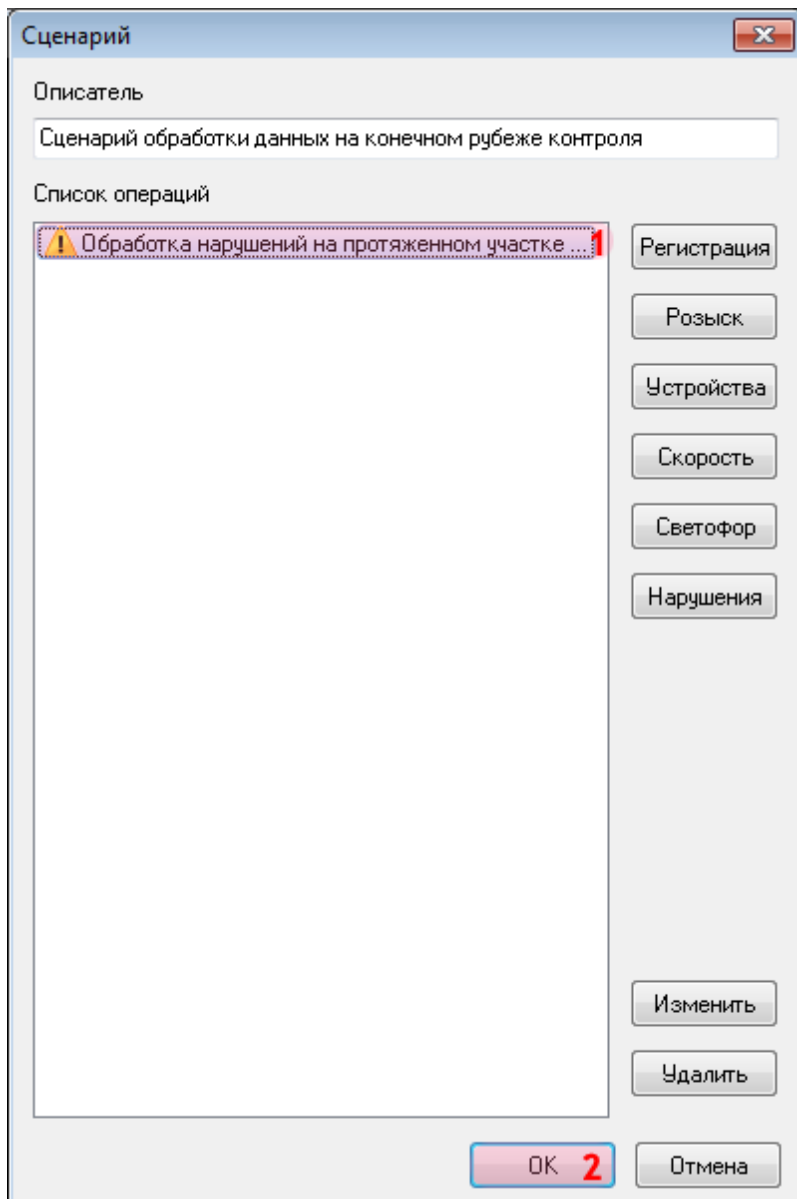 Сценарий
Описатель
Сценарий обработки данных на конечном рубеже контроля
Список операций
Обработка нарушений на протяженном участке ... 1
Регистрация
Розыск
Устройства
Скорость
Светофор
Нарушения
Изменить
Удалить
ОК 2
Отмена